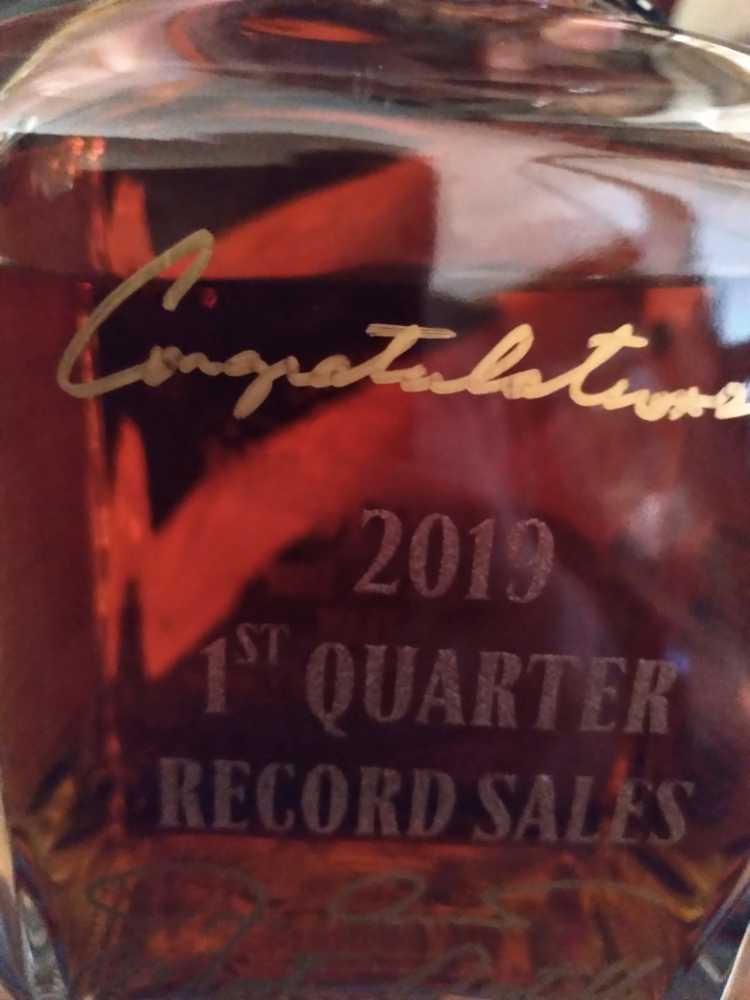 Congratulations
2019
1ST QUARTER
RECORD SALES